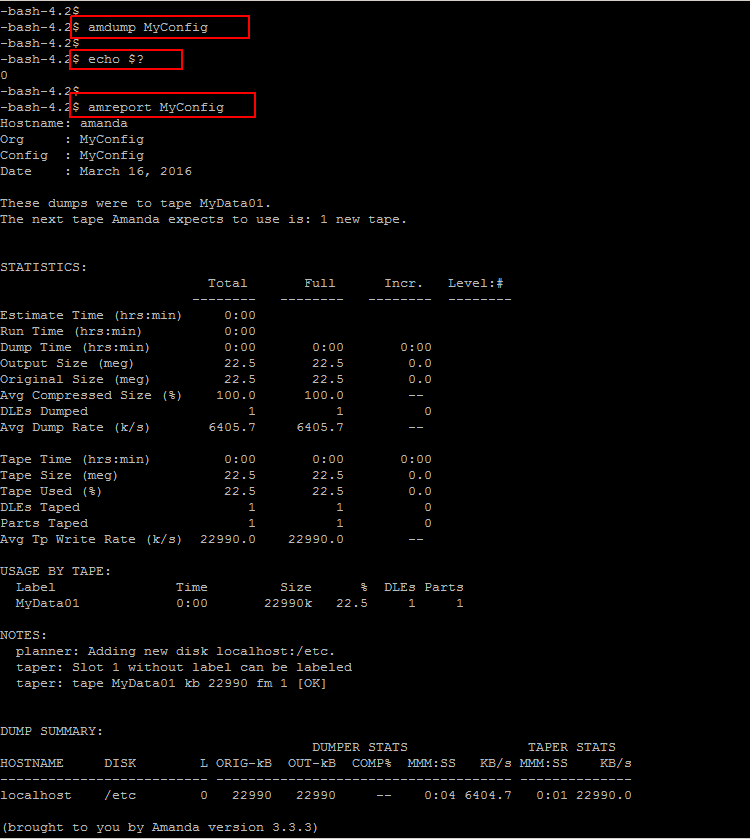 -bash-4.2$
-bash-4.2$ amdump MyConfig
-bash-4.2$
-bash-4.2$ echo $?
0
-bash-4.2$
-bash-4.2$ amreport MyConfig
Hostname: amanda
Org     : MyConfig
Config  : MyConfig
Date    : March 16, 2016

These dumps were to tape MyData01.
The next tape Amanda expects to use is: 1 new tape.


STATISTICS:
                          Total       Full      Incr.   Level:#
                        --------   --------   --------  --------
Estimate Time (hrs:min)     0:00
Run Time (hrs:min)          0:00
Dump Time (hrs:min)         0:00       0:00       0:00
Output Size (meg)           22.5       22.5        0.0
Original Size (meg)         22.5       22.5        0.0
Avg Compressed Size (%)    100.0      100.0        --
DLEs Dumped                    1          1          0
Avg Dump Rate (k/s)       6405.7     6405.7        --

Tape Time (hrs:min)         0:00       0:00       0:00
Tape Size (meg)             22.5       22.5        0.0
Tape Used (%)               22.5       22.5        0.0
DLEs Taped                     1          1          0
Parts Taped                    1          1          0
Avg Tp Write Rate (k/s)  22990.0    22990.0        --

USAGE BY TAPE:
  Label               Time         Size      %  DLEs Parts
  MyData01            0:00       22990k   22.5     1     1

NOTES:
  planner: Adding new disk localhost:/etc.
  taper: Slot 1 without label can be labeled
  taper: tape MyData01 kb 22990 fm 1 [OK]


DUMP SUMMARY:
                                       DUMPER STATS               TAPER STATS
HOSTNAME     DISK        L ORIG-kB  OUT-kB  COMP%  MMM:SS   KB/s MMM:SS    KB/s
-------------------------- ---------------------------------------- --------------
localhost    /etc        0   22990   22990    --     0:04 6404.7   0:01 22990.0

(brought to you by Amanda version 3.3.3)